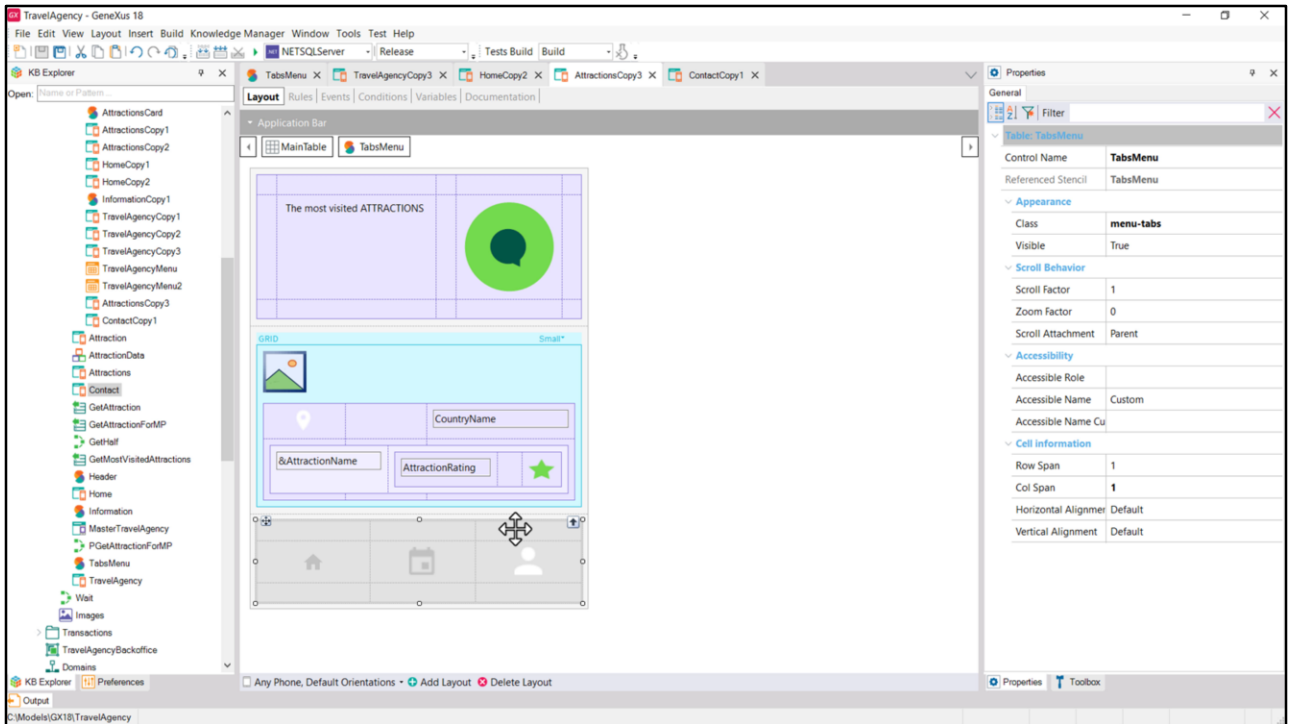 GX TravelAgency - GeneXus 18
File Edit View Layout Insert Build Knowledge Manager Window Tools Test Help
NETSQLServer Release Tests Build Build
KB Explorer
Open: Name or Pattern ...
AttractionsCard
AttractionsCopy1
AttractionsCopy2
HomeCopy1
HomeCopy2
InformationCopy1
TravelAgencyCopy1
TravelAgencyCopy2
TravelAgencyCopy3
TravelAgencyMenu
TravelAgencyMenu2
AttractionsCopy3
ContactCopy1
Attraction
AttractionData
Attractions
Contact
GetAttraction
GetAttractionForMP
GetHalf
GetMostVisitedAttractions
Header
Home
Information
MasterTravelAgency
PGetAttractionForMP
TabsMenu
TravelAgency
Wait
Images
Transactions
TravelAgencyBackoffice
Domains
KB Explorer Preferences
Output
C:\Models\GX18\TravelAgency
TabsMenu X TravelAgencyCopy3 X HomeCopy2 X AttractionsCopy3 X ContactCopy1 X
Layout Rules Events Conditions Variables Documentation
Application Bar
MainTable TabsMenu
The most visited ATTRACTIONS
GRID Small*
CountryName
&AttractionName AttractionRating
Any Phone, Default Orientations Add Layout Delete Layout
Properties
General
Filter
Table: TabsMenu
Control Name TabsMenu
Referenced Stencil TabsMenu
Appearance
Class menu-tabs
Visible True
Scroll Behavior
Scroll Factor 1
Zoom Factor 0
Scroll Attachment Parent
Accessibility
Accessible Role
Accessible Name Custom
Accessible Name Cu
Cell information
Row Span 1
Col Span 1
Horizontal Alignmer Default
Vertical Alignment Default
Properties Toolbox